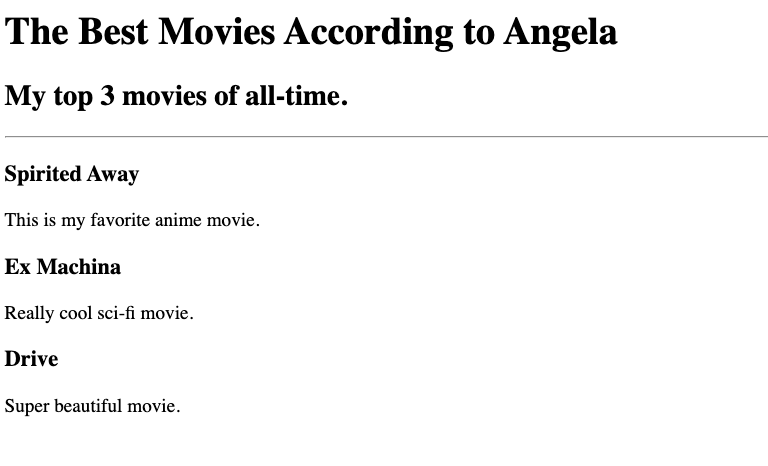 The Best Movies According to Angela
My top 3 movies of all-time.
Spirited Away
This is my favorite anime movie.
Ex Machina
Really cool sci-fi movie.
Drive
Super beautiful movie.